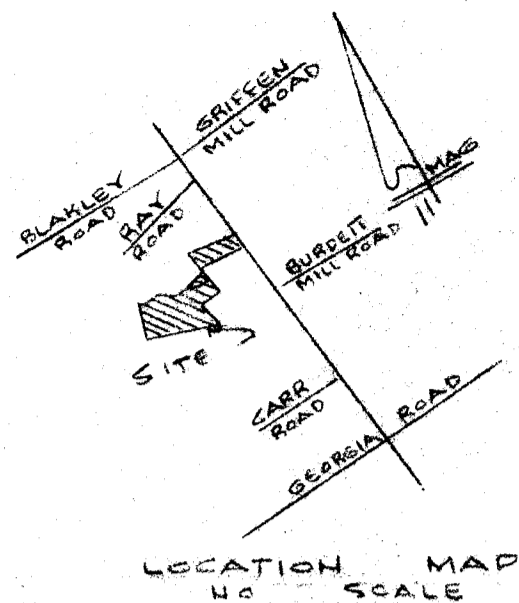 GRIFFEN
MILL ROAD
BLAKLEY
ROAD
RAY
ROAD
MAG
BURDETT
MILL ROAD
SITE
CARR
ROAD
GEORGIA ROAD
LOCATION MAP
NO SCALE